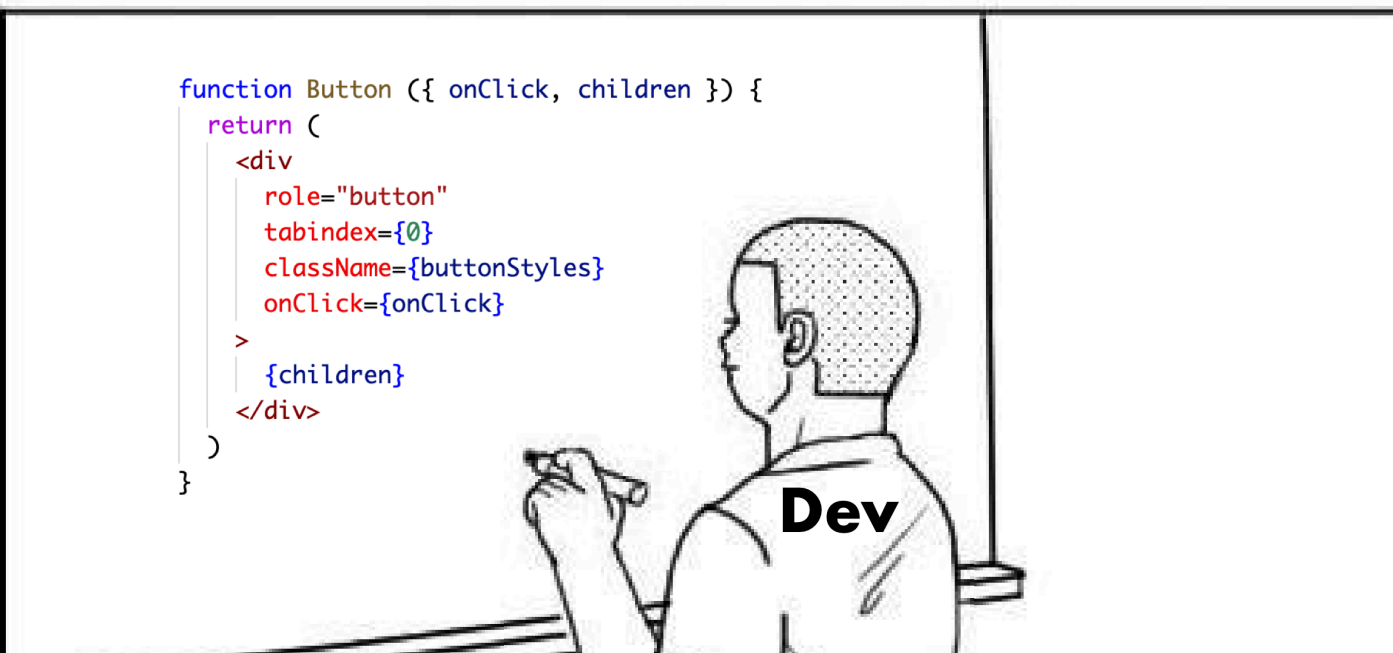 function Button ({ onClick, children }) {
return (
<div
role="button"
tabindex={0}
className={buttonStyles}
onClick={onClick}
>
{children}
</div>
)
}
Dev